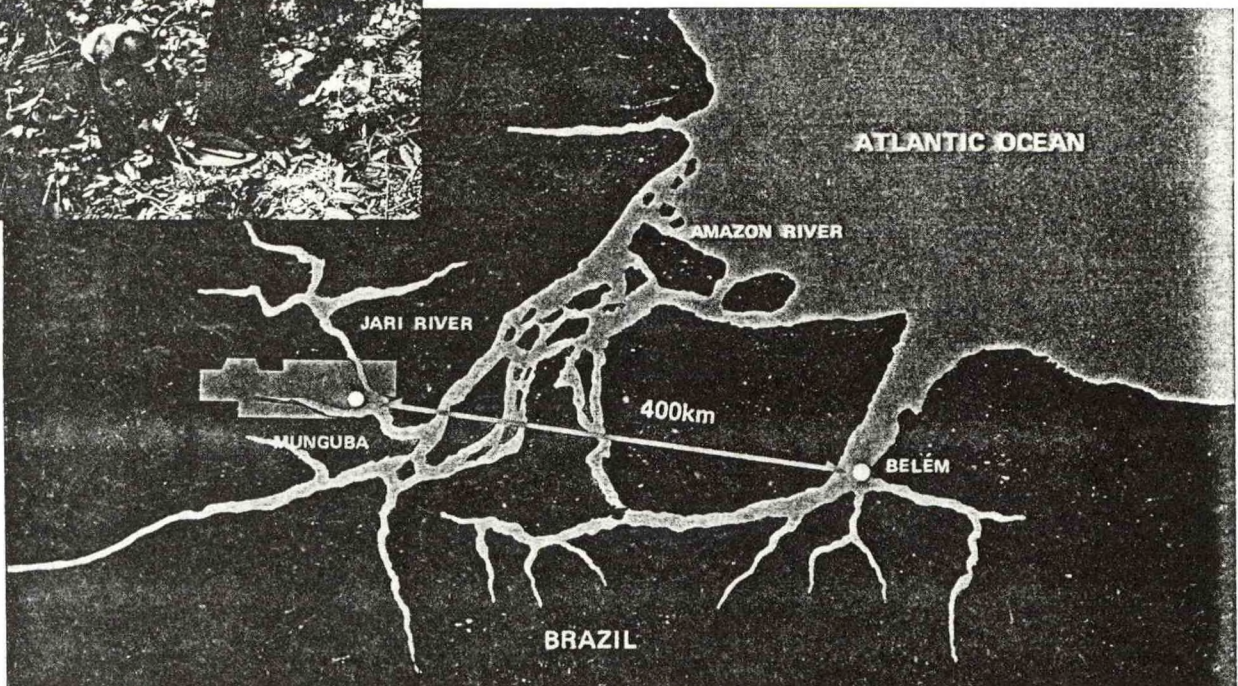 ATLANTIC OCEAN
AMAZON RIVER
JARI RIVER
400km
MUNGUBA
BELÉM
BRAZIL